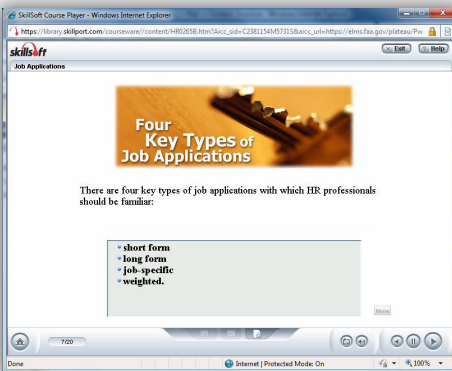 SkillSoft Course Player - Windows Internet Explorer
https://library.skillport.com/courseware//content/HR0265B.htm?Aicc_sid=C2381154M5731S&aicc_url=https://elms.faa.gov/plateau/Pw
skillsoft
Exit
? Help
Job Applications
Four
Key Types of
Job Applications
There are four key types of job applications with which HR professionals
should be familiar:
short form
long form
job-specific
weighted.
More
7/20
Done
Internet | Protected Mode: On
100%